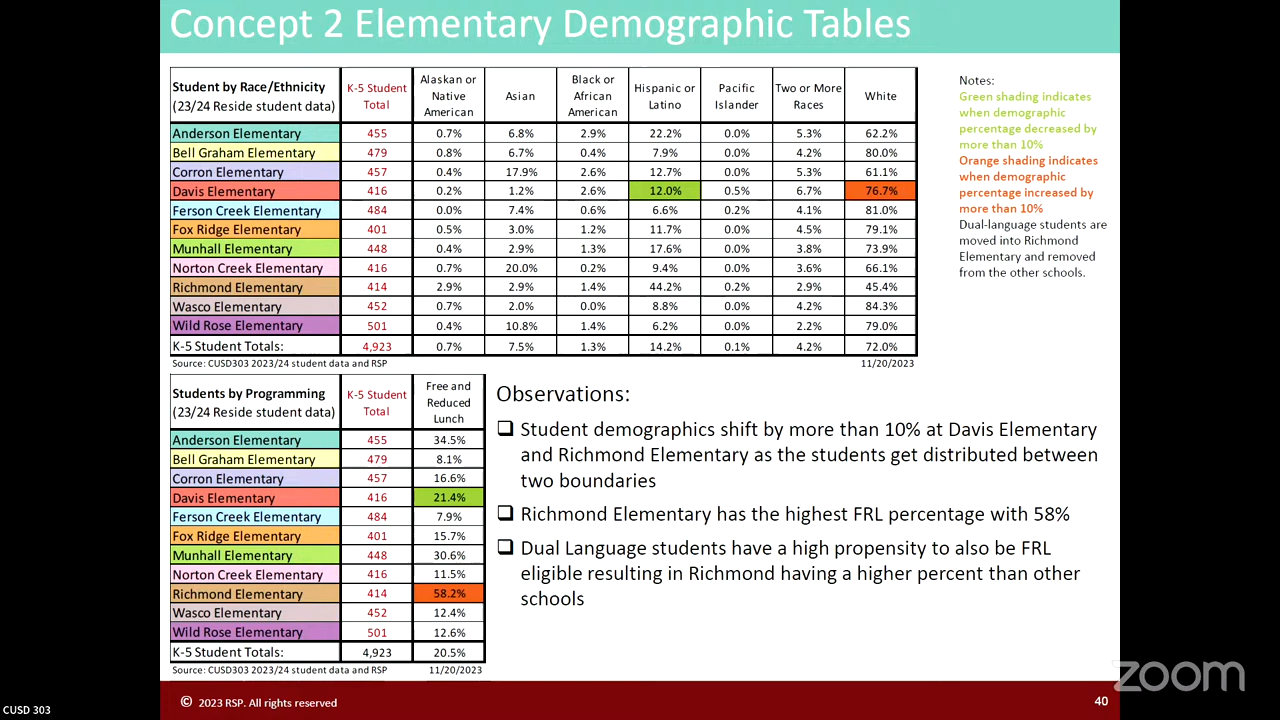 Concept 2 Elementary Demographic Tables
Student by Race/Ethnicity
(23/24 Reside student data)
K-5 Student
Total
Alaskan or
Native
American
Asian
Black or
African
American
Hispanic or
Latino
Pacific
Islander
Two or More
Races
White
Anderson Elementary 455 0.7% 6.8% 2.9% 22.2% 0.0% 5.3% 62.2%
Bell Graham Elementary 479 0.8% 6.7% 0.4% 7.9% 0.0% 4.2% 80.0%
Corron Elementary 457 0.4% 17.9% 2.6% 12.7% 0.0% 5.3% 61.1%
Davis Elementary 416 0.2% 1.2% 2.6% 12.0% 0.5% 6.7% 76.7%
Ferson Creek Elementary 484 0.0% 7.4% 0.6% 6.6% 0.2% 4.1% 81.0%
Fox Ridge Elementary 401 0.5% 3.0% 1.2% 11.7% 0.0% 4.5% 79.1%
Munhall Elementary 448 0.4% 2.9% 1.3% 17.6% 0.0% 3.8% 73.9%
Norton Creek Elementary 416 0.7% 20.0% 0.2% 9.4% 0.0% 3.6% 66.1%
Richmond Elementary 414 2.9% 2.9% 1.4% 44.2% 0.2% 2.9% 45.4%
Wasco Elementary 452 0.7% 2.0% 0.0% 8.8% 0.0% 4.2% 84.3%
Wild Rose Elementary 501 0.4% 10.8% 1.4% 6.2% 0.0% 2.2% 79.0%
K-5 Student Totals: 4,923 0.7% 7.5% 1.3% 14.2% 0.1% 4.2% 72.0%
Source: CUSD303 2023/24 student data and RSP 11/20/2023
Notes:
Green shading indicates
when demographic
percentage decreased by
more than 10%
Orange shading indicates
when demographic
percentage increased by
more than 10%
Dual-language students are
moved into Richmond
Elementary and removed
from the other schools.
Students by Programming
(23/24 Reside student data)
K-5 Student
Total
Free and
Reduced
Lunch
Anderson Elementary 455 34.5%
Bell Graham Elementary 479 8.1%
Corron Elementary 457 16.6%
Davis Elementary 416 21.4%
Ferson Creek Elementary 484 7.9%
Fox Ridge Elementary 401 15.7%
Munhall Elementary 448 30.6%
Norton Creek Elementary 416 11.5%
Richmond Elementary 414 58.2%
Wasco Elementary 452 12.4%
Wild Rose Elementary 501 12.6%
K-5 Student Totals: 4,923 20.5%
Source: CUSD303 2023/24 student data and RSP 11/20/2023
Observations:
Student demographics shift by more than 10% at Davis Elementary
and Richmond Elementary as the students get distributed between
two boundaries
Richmond Elementary has the highest FRL percentage with 58%
Dual Language students have a high propensity to also be FRL
eligible resulting in Richmond having a higher percent than other
schools
© 2023 RSP. All rights reserved
40
zoom
CUSD 303